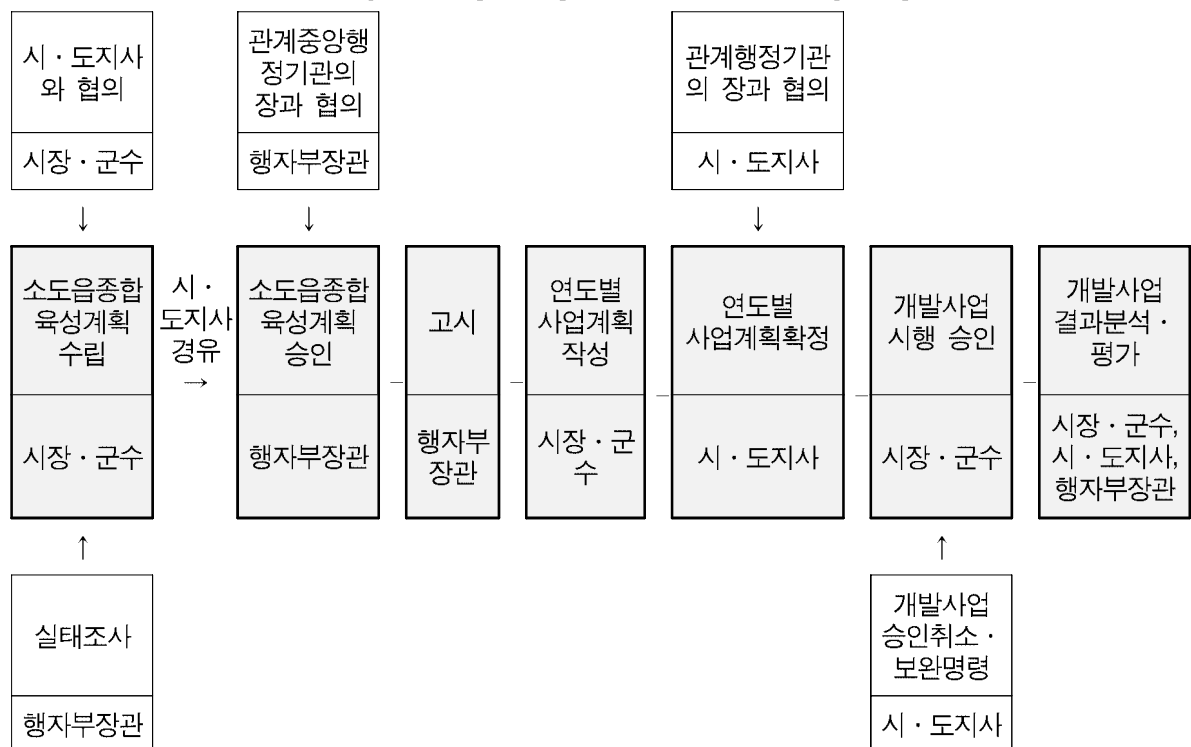 시 · 도지사
와 협의
시장 · 군수
관계중앙행
정기관의
장과 협의
행자부장관
관계행정기관
의 장과 협의
시 · 도지사
↓
↓
↓
소도읍종합
육성계획
수립
시장 · 군수
시 ·
도지사
경유
→
소도읍종합
육성계획
승인
행자부장관
–
고시
행자부
장관
–
연도별
사업계획
작성
시장 · 군
수
–
연도별
사업계획확정
시 · 도지사
–
개발사업
시행 승인
시장 · 군수
–
개발사업
결과분석 ·
평가
시장 · 군수,
시 · 도지사,
행자부장관
↑
↑
실태조사
행자부장관
개발사업
승인취소 ·
보완명령
시 · 도지사